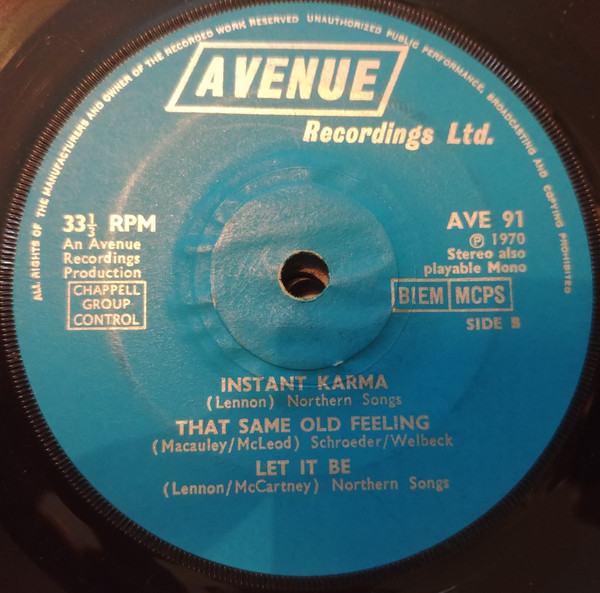 ALL RIGHTS OF THE MANUFACTURERS AND OWNER OF THE RECORDED WORK RESERVED UNAUTHORIZED PUBLIC PERFORMANCE, BROADCASTING AND COPYING PROHIBITED
AVENUE
Recordings Ltd.
33⅓ RPM
An Avenue
Recordings
Production
CHAPPELL
GROUP
CONTROL
AVE 91
℗ 1970
Stereo also
playable Mono
BIEM MCPS
SIDE B
INSTANT KARMA
(Lennon) Northern Songs
THAT SAME OLD FEELING
(Macauley/McLeod) Schroeder/Welbeck
LET IT BE
(Lennon/McCartney) Northern Songs